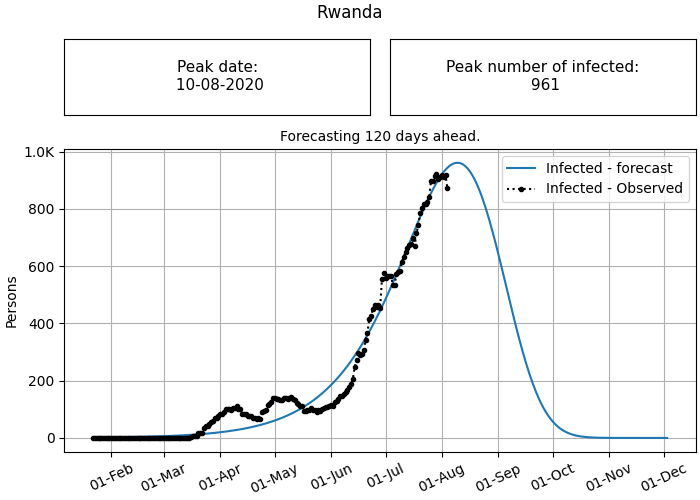 Rwanda
Peak date:
10-08-2020
Peak number of infected:
961
Forecasting 120 days ahead.
Infected - forecast
Infected - Observed
1.0K
800
600
400
200
0
Persons
01-Feb
01-Mar
01-Apr
01-May
01-Jun
01-Jul
01-Aug
01-Sep
01-Oct
01-Nov
01-Dec